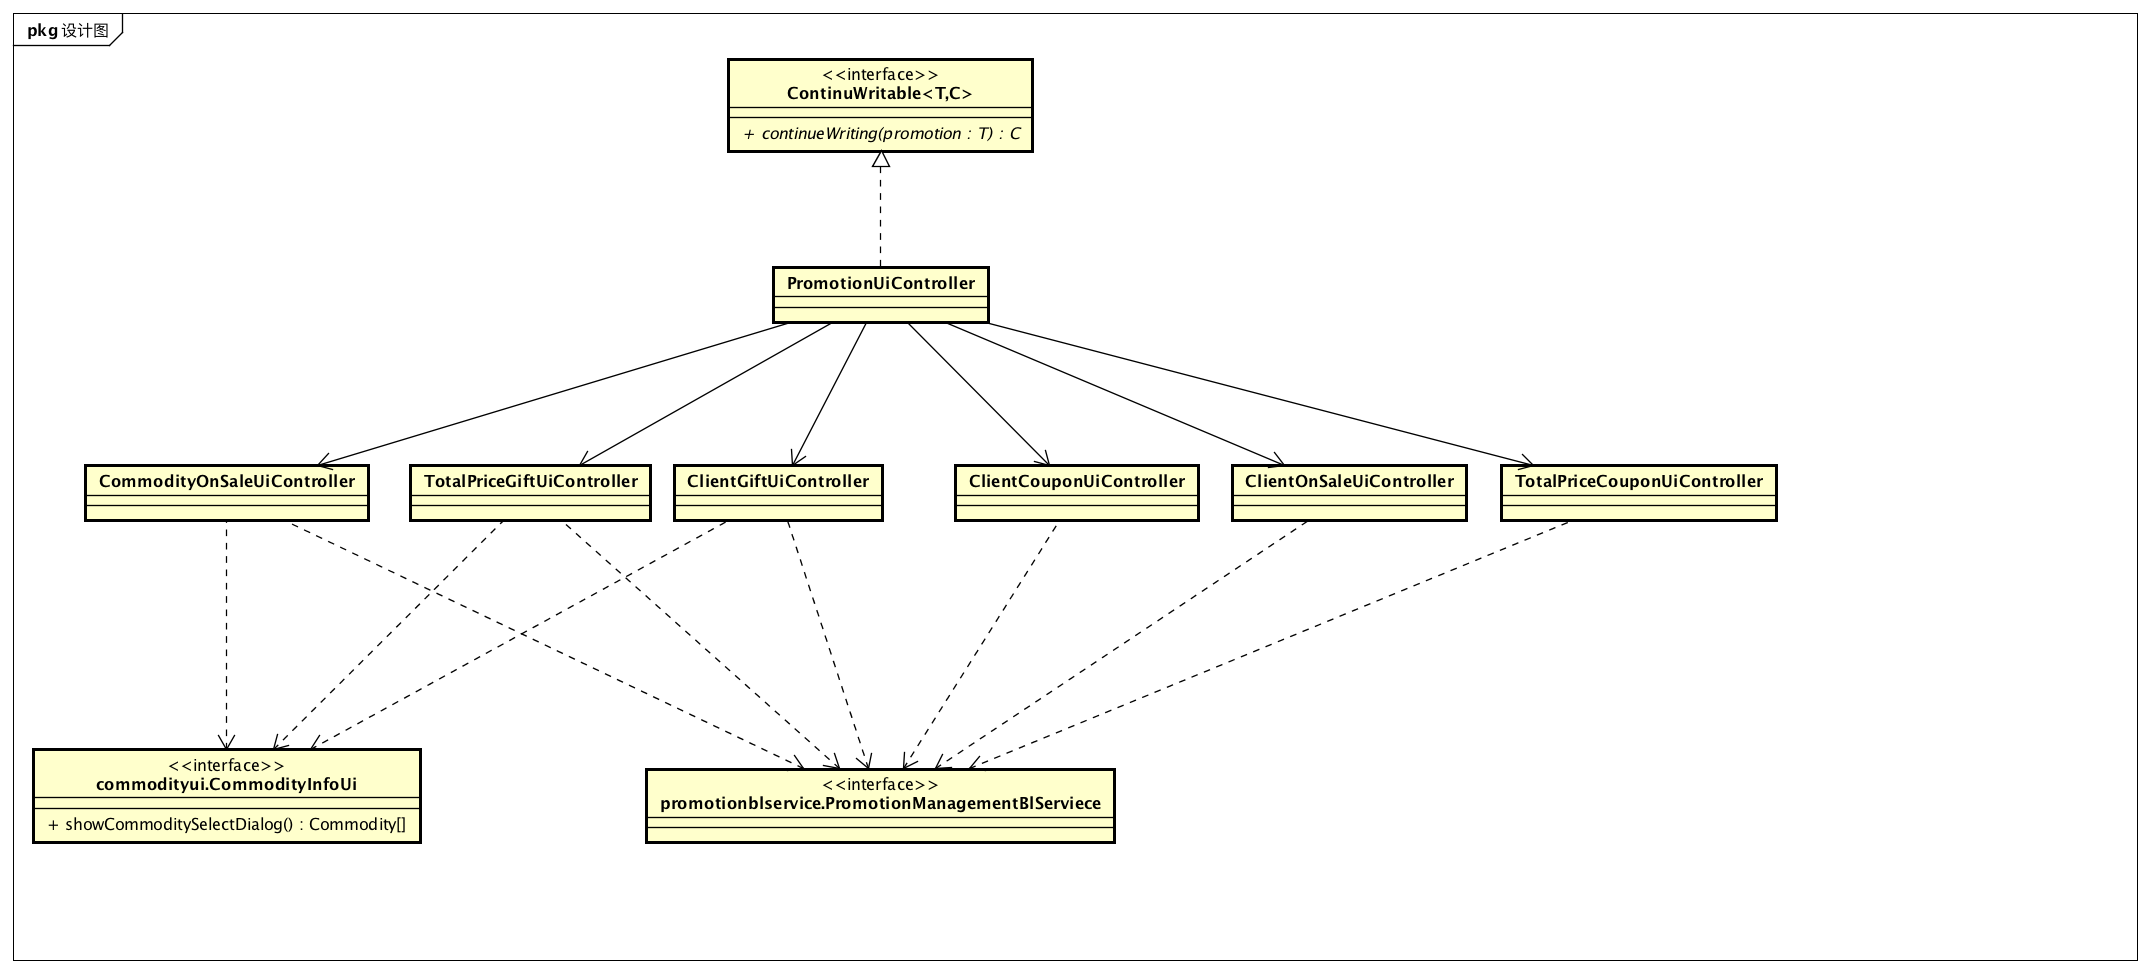 pkg 设计图
<<interface>>
ContinuWritable<T,C>
+ continueWriting(promotion : T) : C
PromotionUiController
CommodityOnSaleUiController
TotalPriceGiftUiController
ClientGiftUiController
ClientCouponUiController
ClientOnSaleUiController
TotalPriceCouponUiController
<<interface>>
commodityui.CommodityInfoUi
+ showCommoditySelectDialog() : Commodity[]
<<interface>>
promotionblservice.PromotionManagementBlServiece